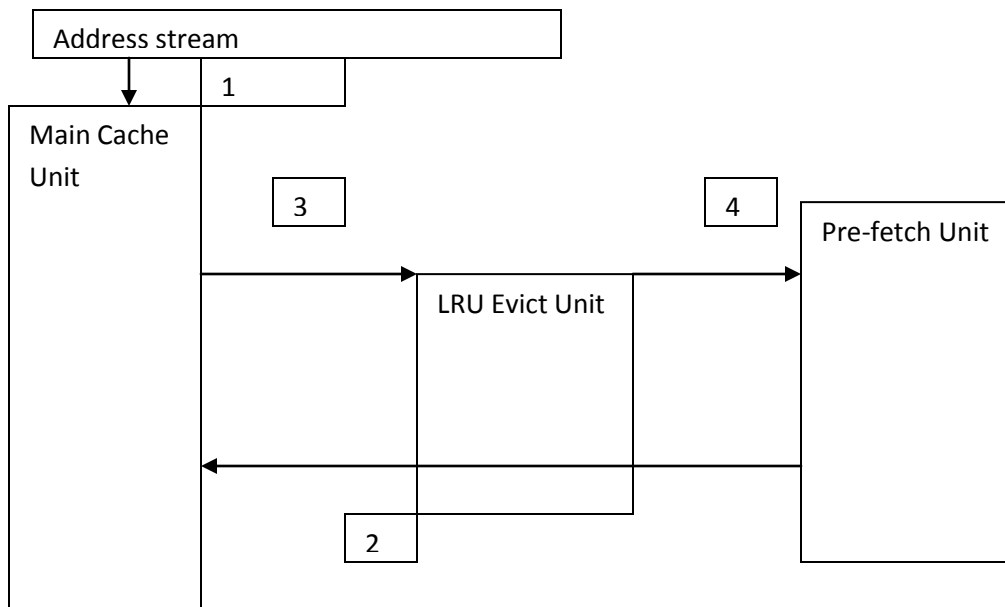 Address stream
1
Main Cache
Unit
3
4
Pre-fetch Unit
LRU Evict Unit
2